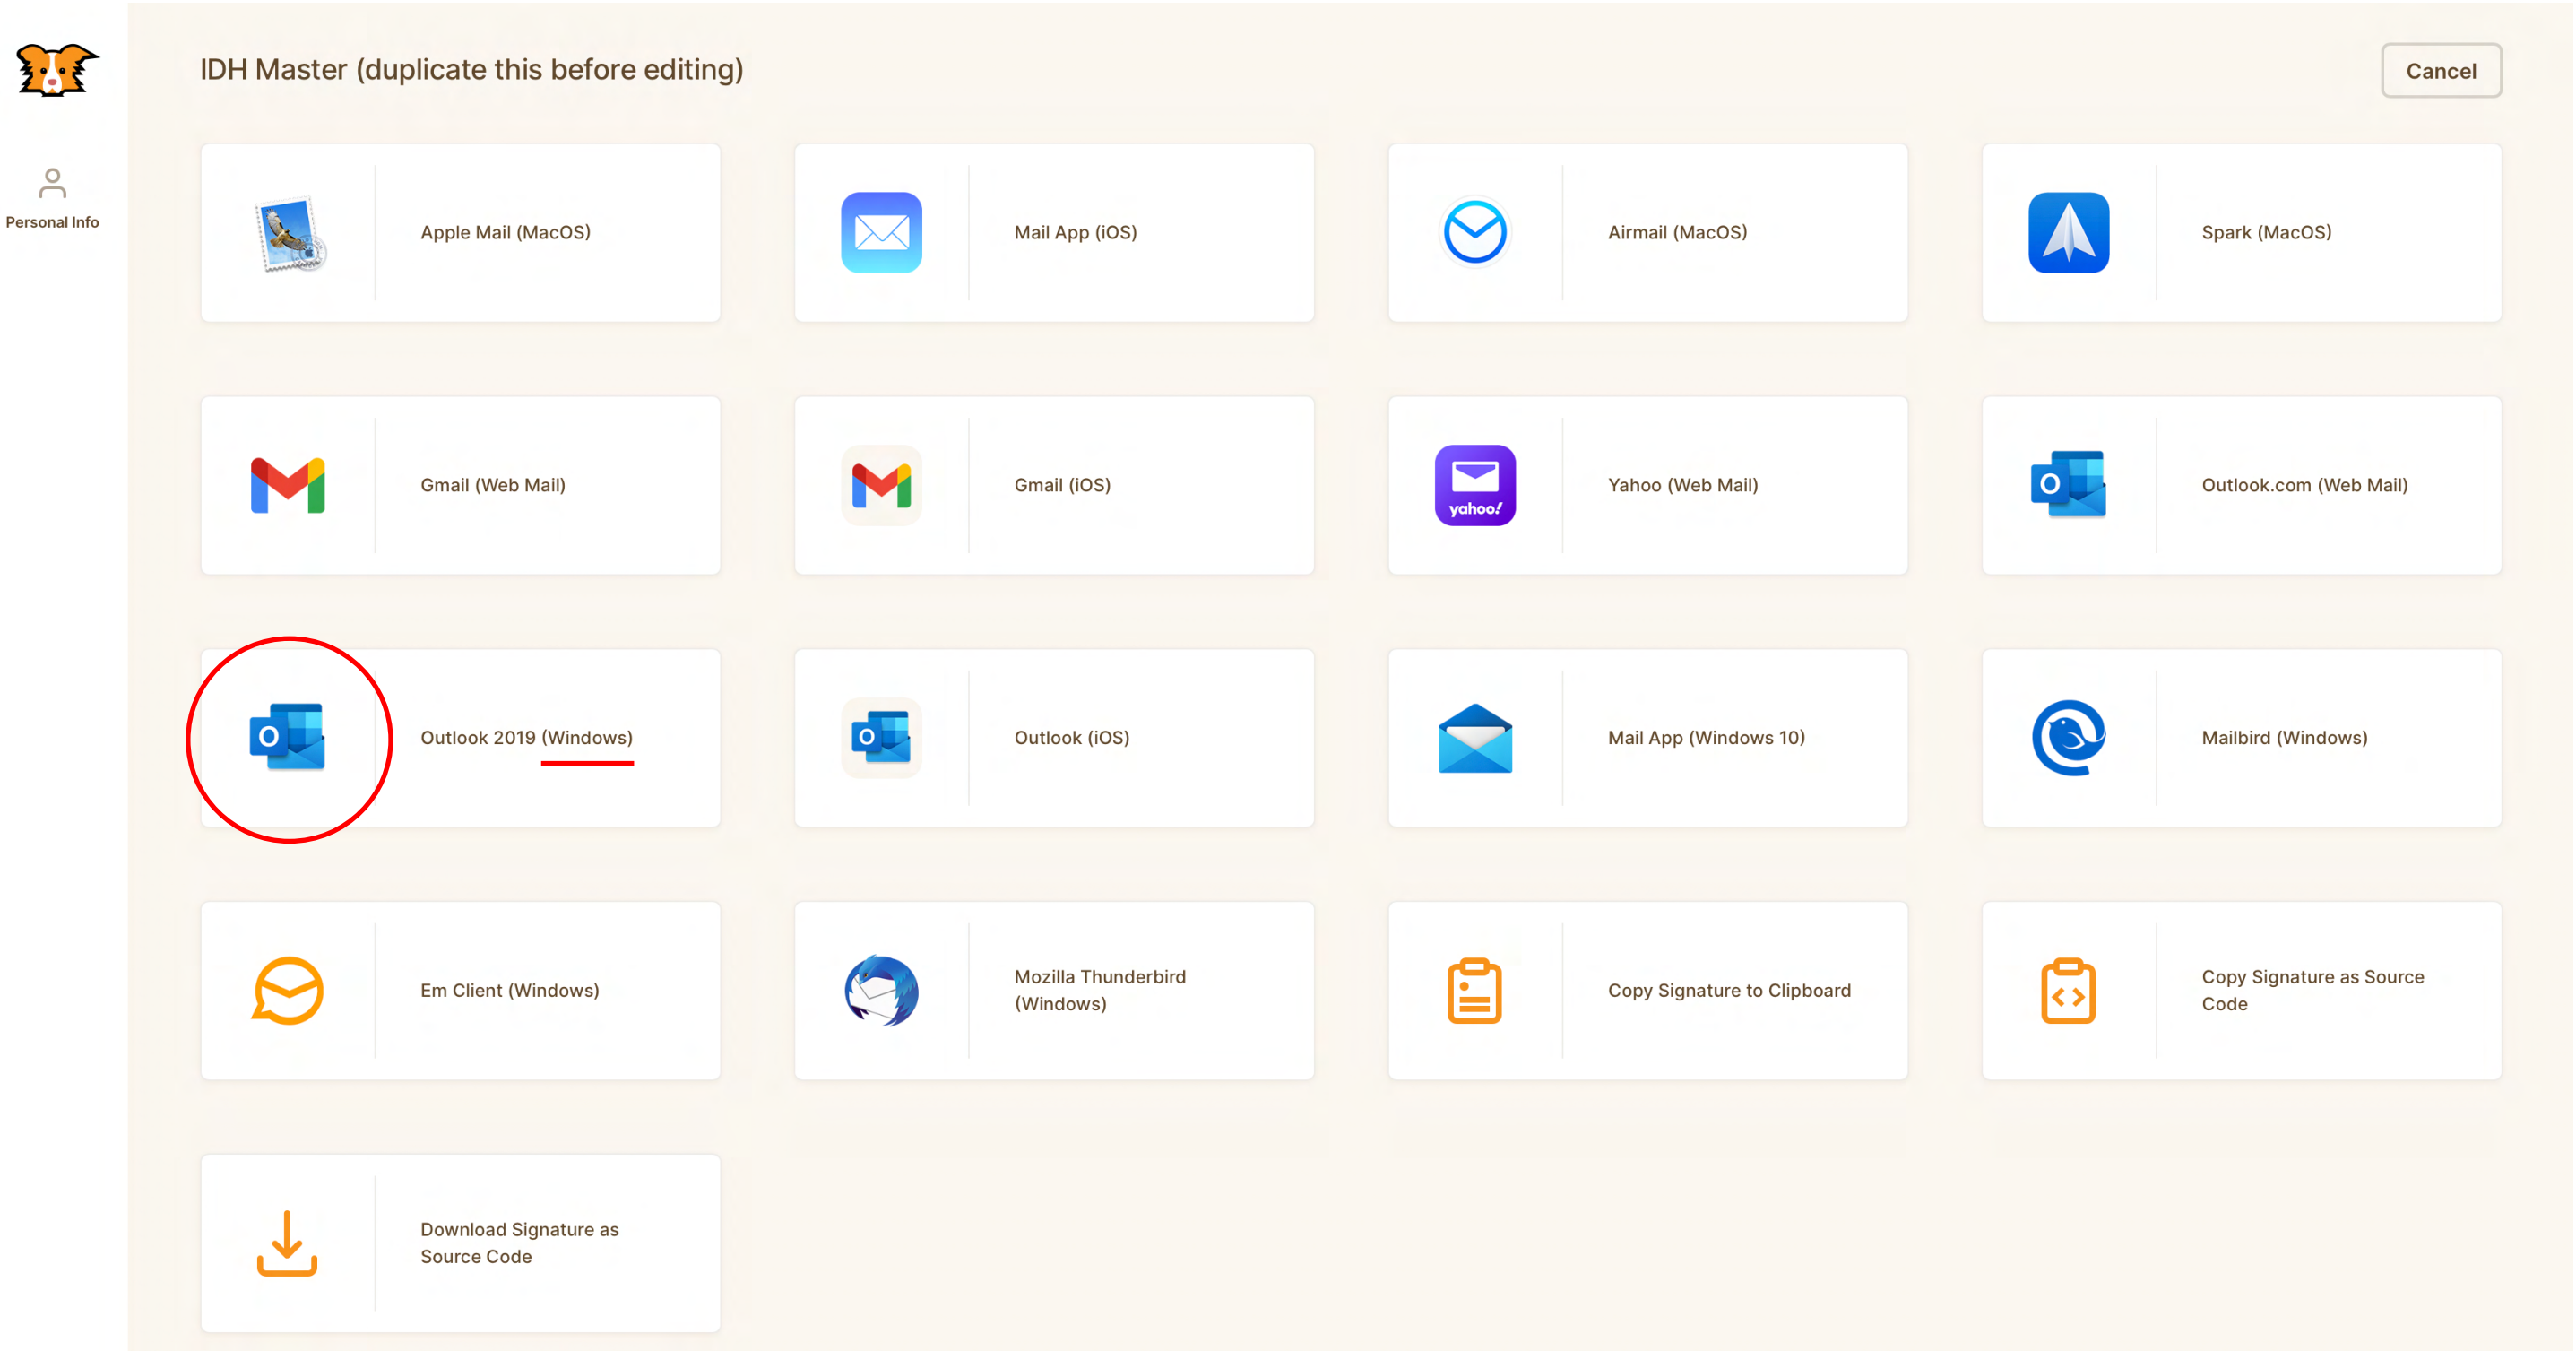 IDH Master (duplicate this before editing)
Cancel
Personal Info
Apple Mail (MacOS)
Mail App (iOS)
Airmail (MacOS)
Spark (MacOS)
Gmail (Web Mail)
Gmail (iOS)
yahoo!
Yahoo (Web Mail)
O
Outlook.com (Web Mail)
O
Outlook 2019 (Windows)
O
Outlook (iOS)
Mail App (Windows 10)
Mailbird (Windows)
Em Client (Windows)
Mozilla Thunderbird
(Windows)
Copy Signature to Clipboard
Copy Signature as Source
Code
Download Signature as
Source Code